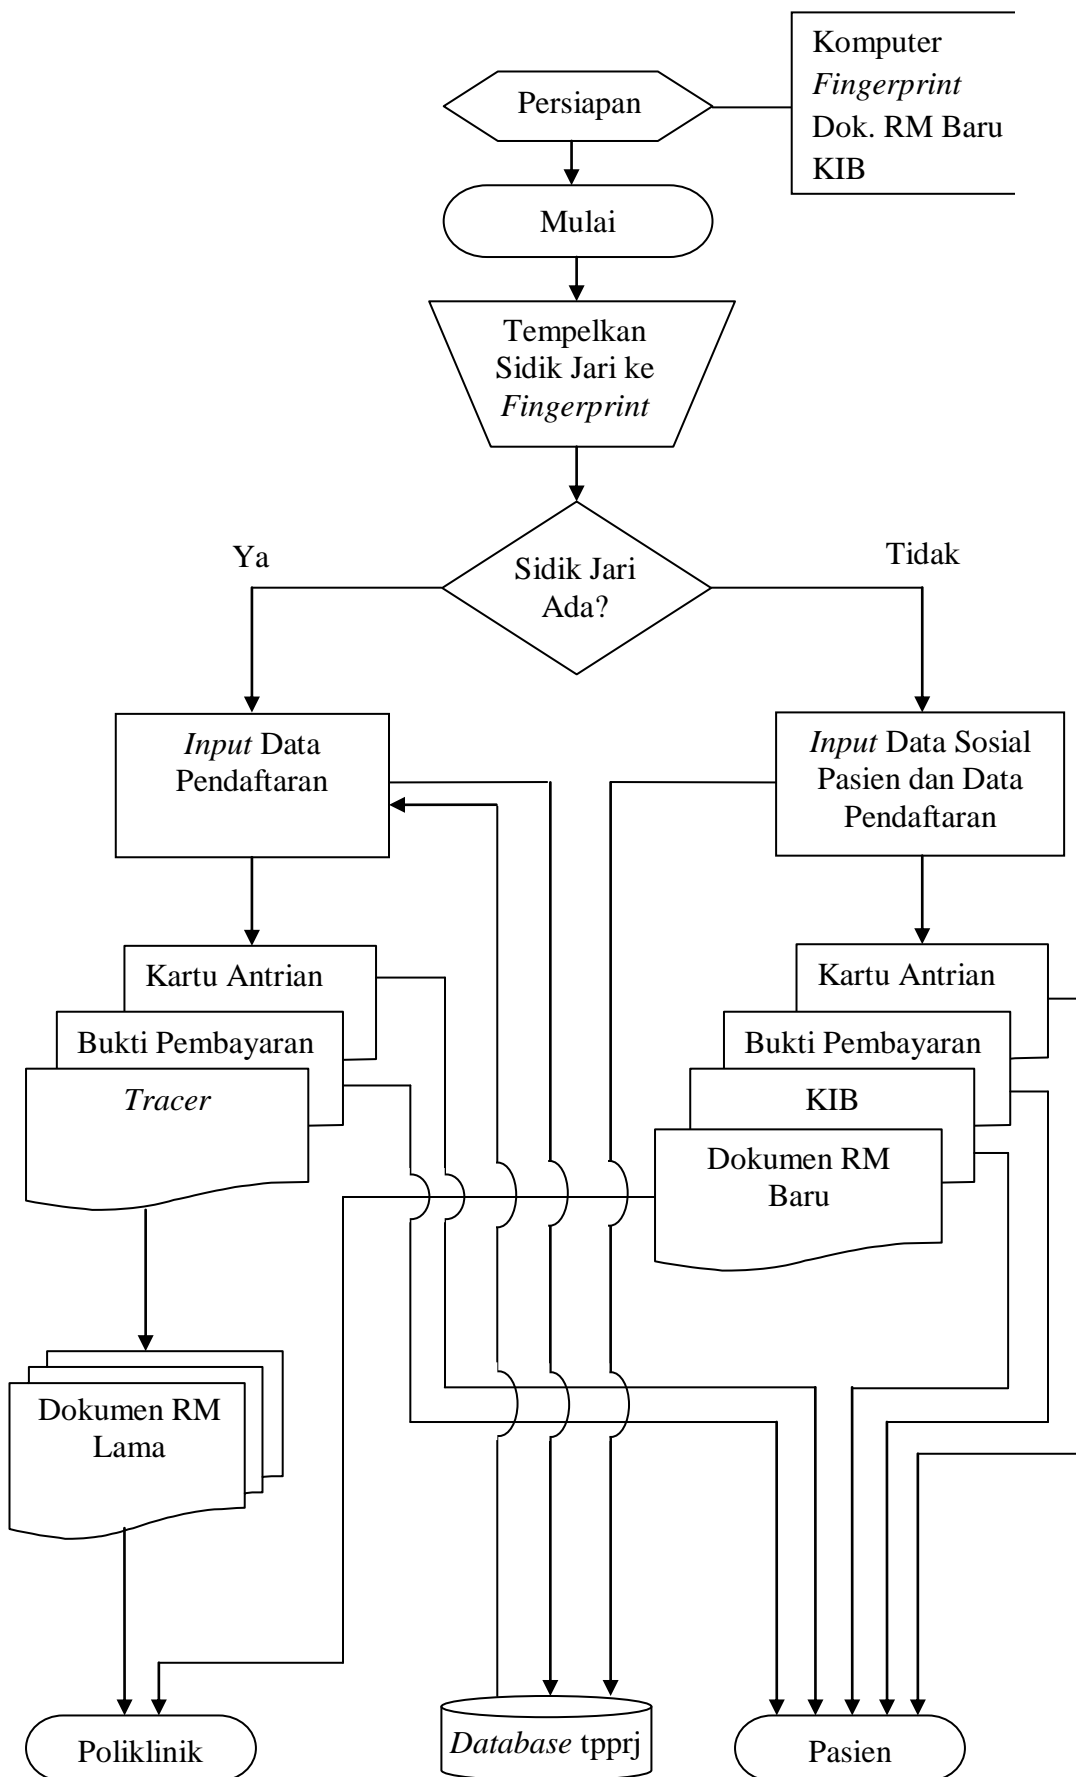 Komputer
Fingerprint
Dok. RM Baru
KIB
Persiapan
Mulai
Tempelkan
Sidik Jari ke
Fingerprint
Sidik Jari
Ada?
Ya
Tidak
Input Data
Pendaftaran
Input Data Sosial
Pasien dan Data
Pendaftaran
Kartu Antrian
Bukti Pembayaran
Tracer
Kartu Antrian
Bukti Pembayaran
KIB
Dokumen RM
Baru
Dokumen RM
Lama
Poliklinik
Database tpprj
Pasien